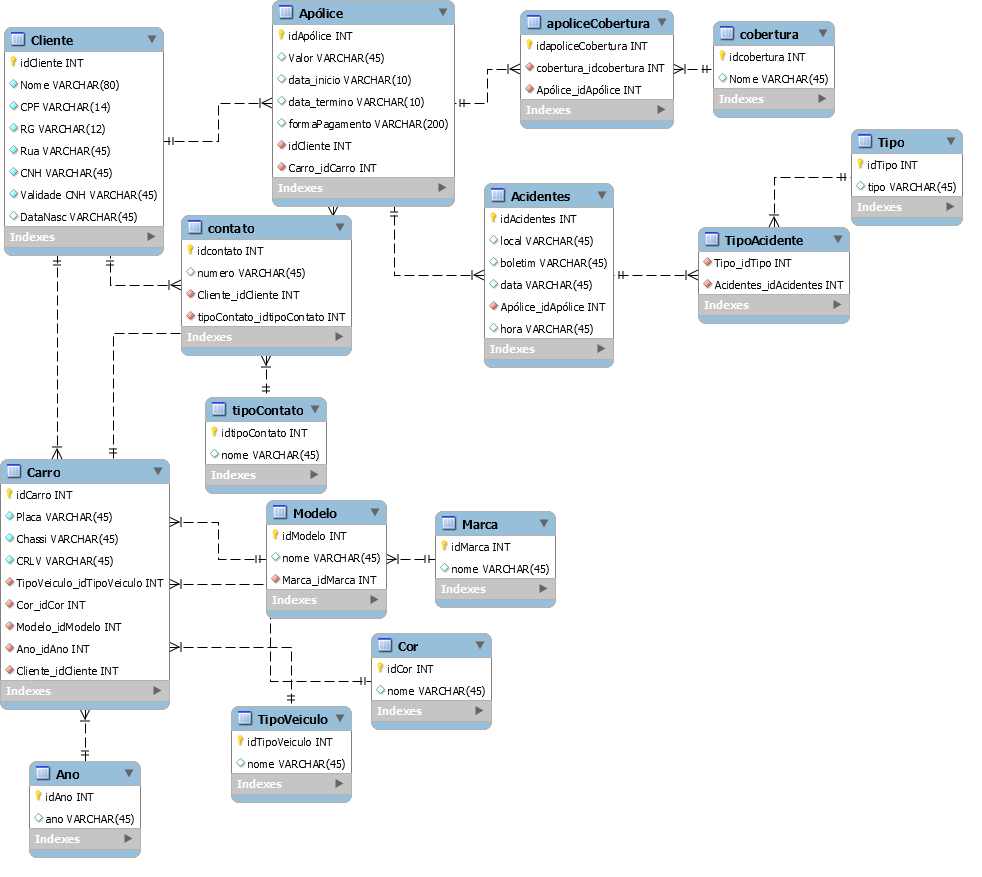 Cliente
idCliente INT
Nome VARCHAR(80)
CPF VARCHAR(14)
RG VARCHAR(12)
Rua VARCHAR(45)
CNH VARCHAR(45)
Validade CNH VARCHAR(45)
DataNasc VARCHAR(45)
Indexes
Apólice
idApólice INT
Valor VARCHAR(45)
data_inicio VARCHAR(10)
data_termino VARCHAR(10)
formaPagamento VARCHAR(200)
idCliente INT
Carro_idCarro INT
Indexes
apoliceCobertura
idapoliceCobertura INT
cobertura_idcobertura INT
Apólice_idApólice INT
Indexes
cobertura
idcobertura INT
Nome VARCHAR(45)
Indexes
Tipo
idTipo INT
tipo VARCHAR(45)
Indexes
contato
idcontato INT
numero VARCHAR(45)
Cliente_idCliente INT
tipoContato_idtipoContato INT
Indexes
Acidentes
idAcidentes INT
local VARCHAR(45)
boletim VARCHAR(45)
data VARCHAR(45)
Apólice_idApólice INT
hora VARCHAR(45)
Indexes
TipoAcidente
Tipo_idTipo INT
Acidentes_idAcidentes INT
Indexes
tipoContato
idtipoContato INT
nome VARCHAR(45)
Indexes
Carro
idCarro INT
Placa VARCHAR(45)
Chassi VARCHAR(45)
CRLV VARCHAR(45)
TipoVeiculo_idTipoVeiculo INT
Cor_idCor INT
Modelo_idModelo INT
Ano_idAno INT
Cliente_idCliente INT
Indexes
Modelo
idModelo INT
nome VARCHAR(45)
Marca_idMarca INT
Indexes
Marca
idMarca INT
nome VARCHAR(45)
Indexes
Cor
idCor INT
nome VARCHAR(45)
Indexes
TipoVeiculo
idTipoVeiculo INT
nome VARCHAR(45)
Indexes
Ano
idAno INT
ano VARCHAR(45)
Indexes